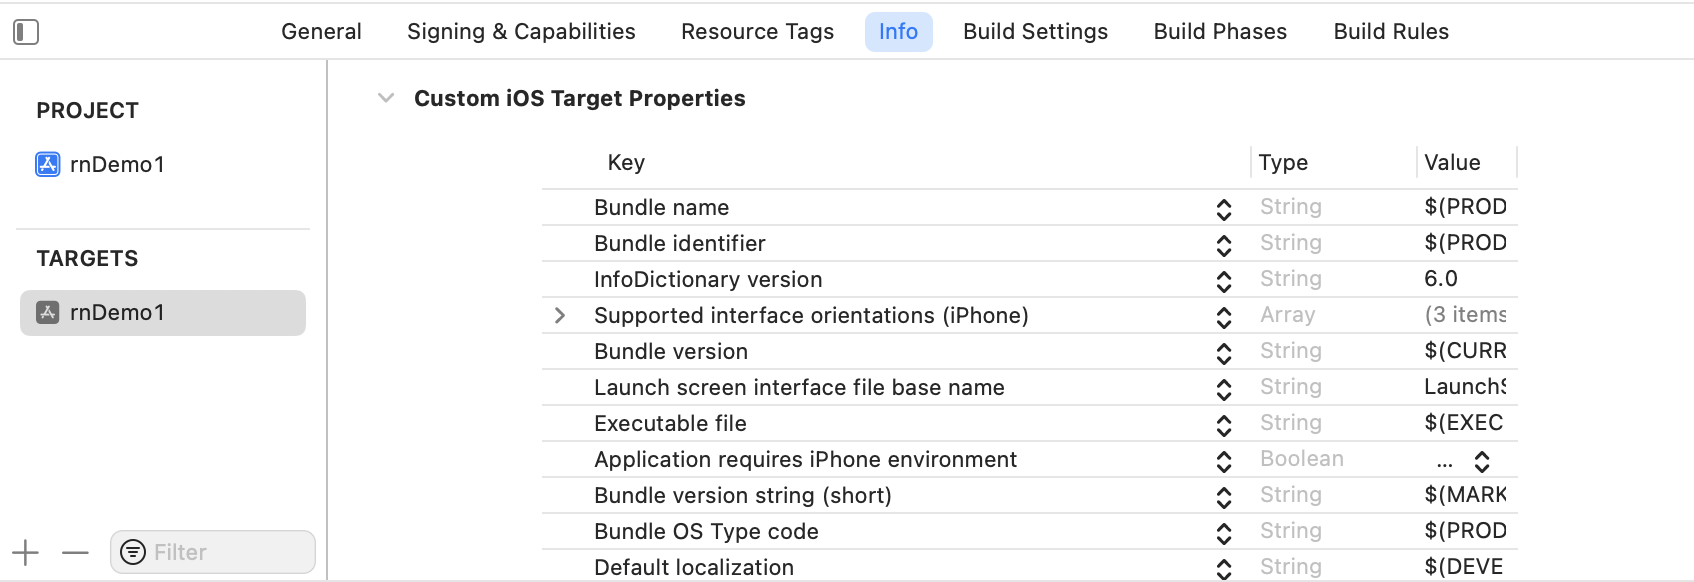 General Signing & Capabilities Resource Tags Info Build Settings Build Phases Build Rules
PROJECT
rnDemo1
TARGETS
rnDemo1
Filter
Custom iOS Target Properties
Key Type Value
Bundle name String $(PROD
Bundle identifier String $(PROD
InfoDictionary version String 6.0
Supported interface orientations (iPhone) Array (3 items
Bundle version String $(CURR
Launch screen interface file base name String LaunchS
Executable file String $(EXEC
Application requires iPhone environment Boolean ...
Bundle version string (short) String $(MARK
Bundle OS Type code String $(PROD
Default localization String $(DEVE